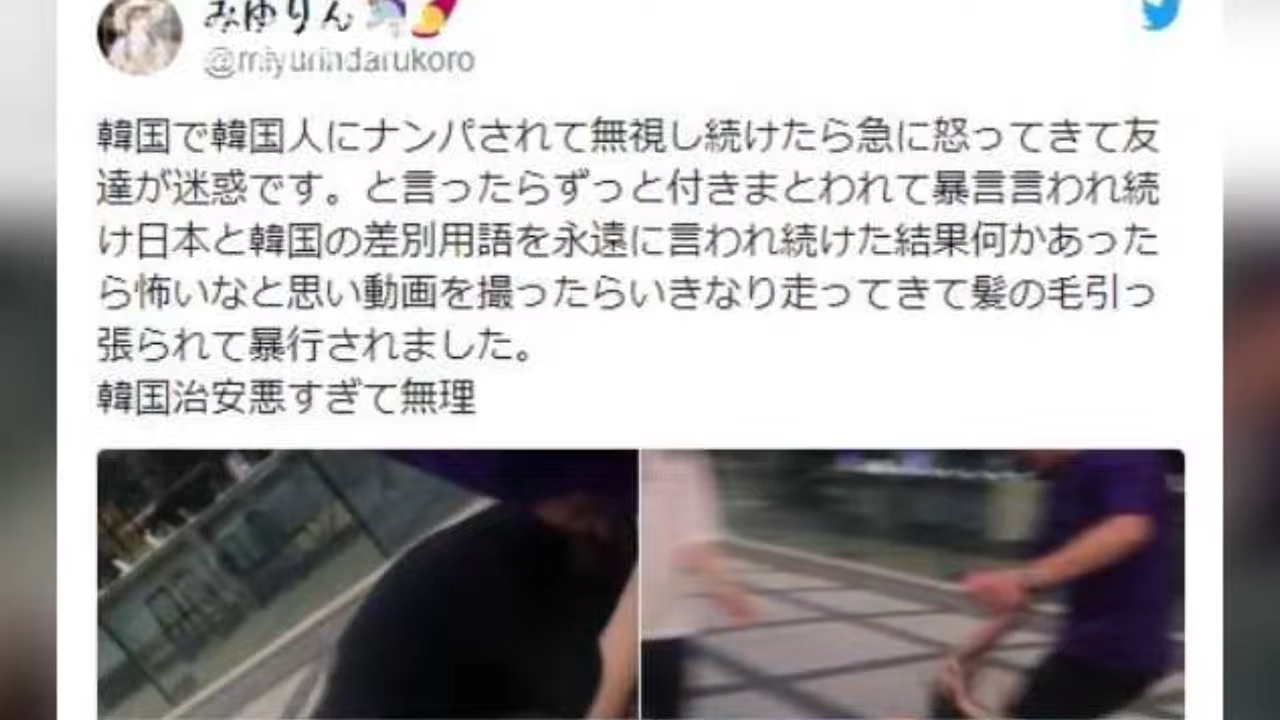 みゆりん
@miyurindarukoro
韓国で韓国人にナンパされて無視し続けたら急に怒ってきて友
達が迷惑です。と言ったらずっと付きまとわれて暴言言われ続
け日本と韓国の差別用語を永遠に言われ続けた結果何かあった
ら怖いなと思い動画を撮ったらいきなり走ってきて髪の毛引っ
張られて暴行されました。
韓国治安悪すぎて無理